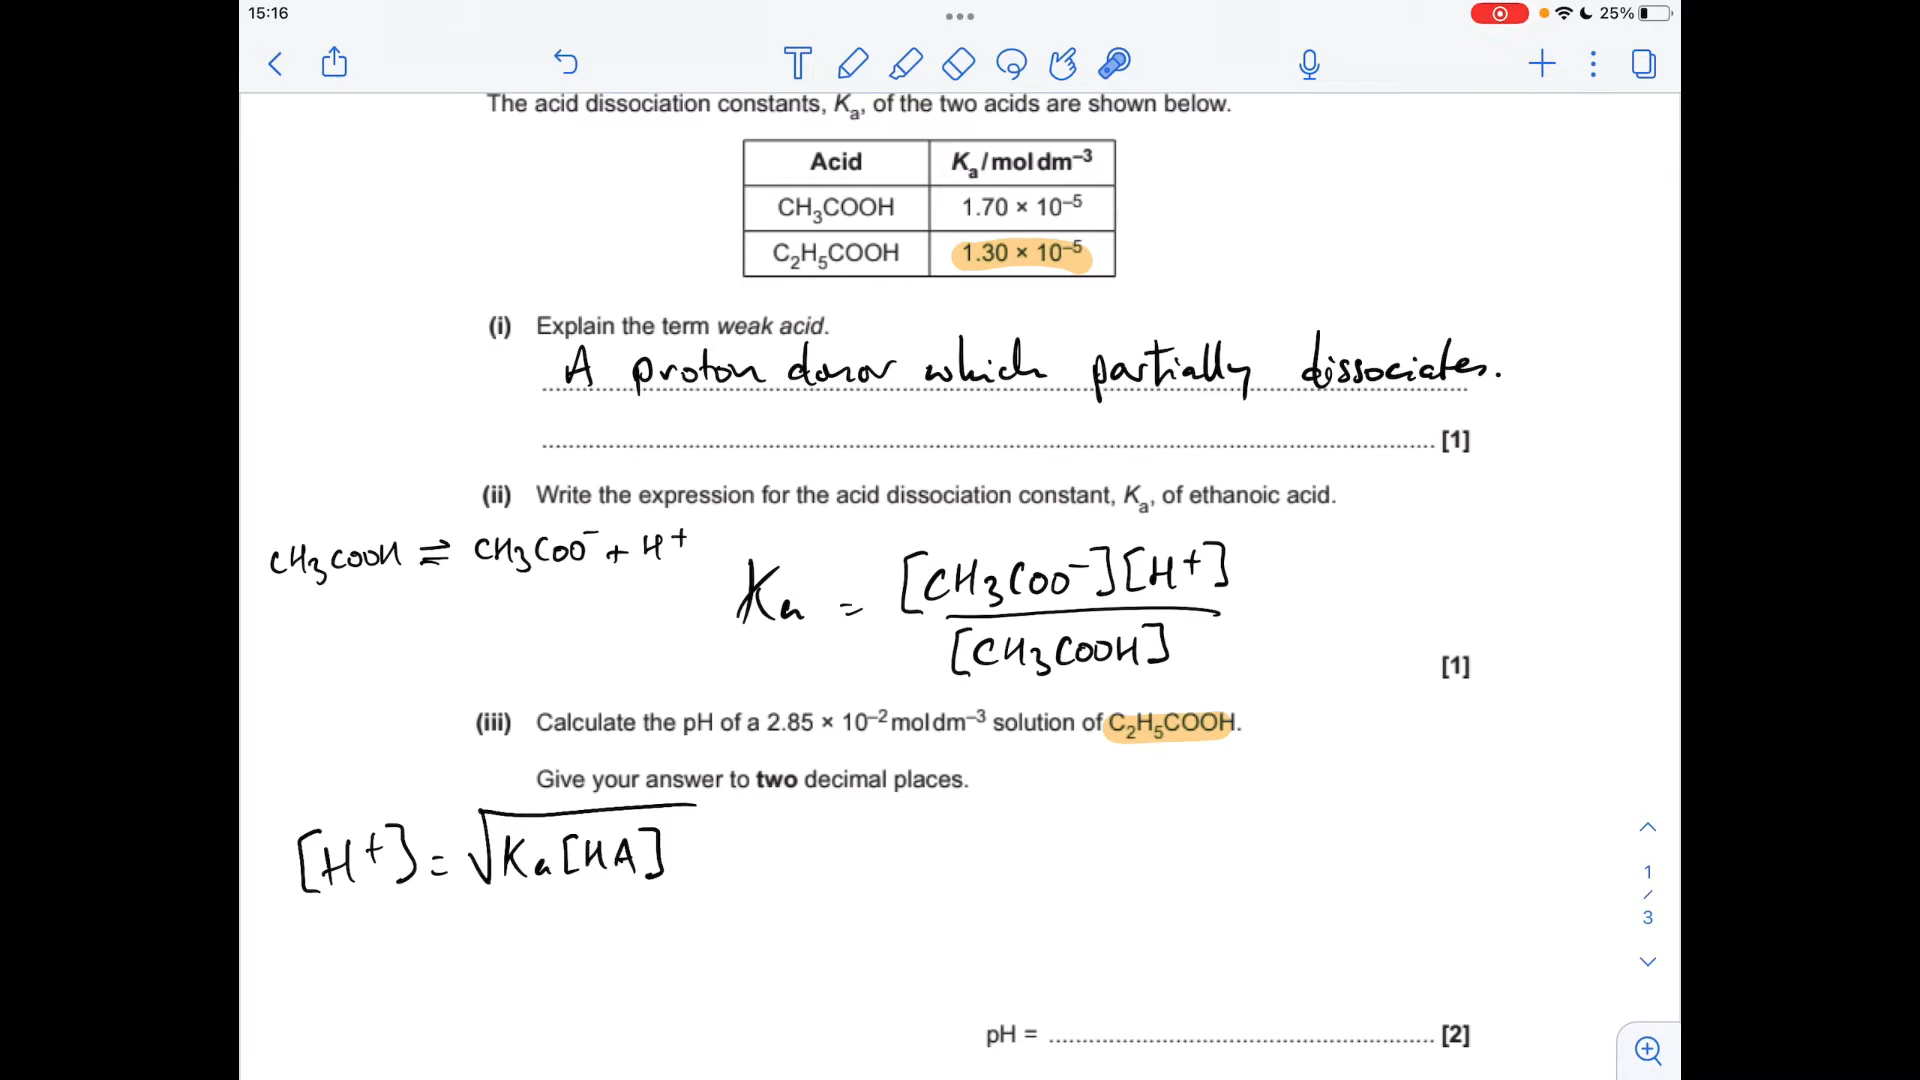 15:16
25%
T
The acid dissociation constants, Kₐ, of the two acids are shown below.
Acid Kₐ / mol dm⁻³
CH₃COOH 1.70 × 10⁻⁵
C₂H₅COOH 1.30 × 10⁻⁵
(i) Explain the term weak acid.
A proton donor which partially dissociates.
[1]
(ii) Write the expression for the acid dissociation constant, Kₐ, of ethanoic acid.
CH₃COOH ⇌ CH₃COO⁻ + H⁺
Kₐ = [CH₃COO⁻][H⁺]
[CH₃COOH]
[1]
(iii) Calculate the pH of a 2.85 × 10⁻² mol dm⁻³ solution of C₂H₅COOH.
Give your answer to two decimal places.
[H⁺] = √Kₐ[HA]
1
/
3
pH = .......................................................... [2]